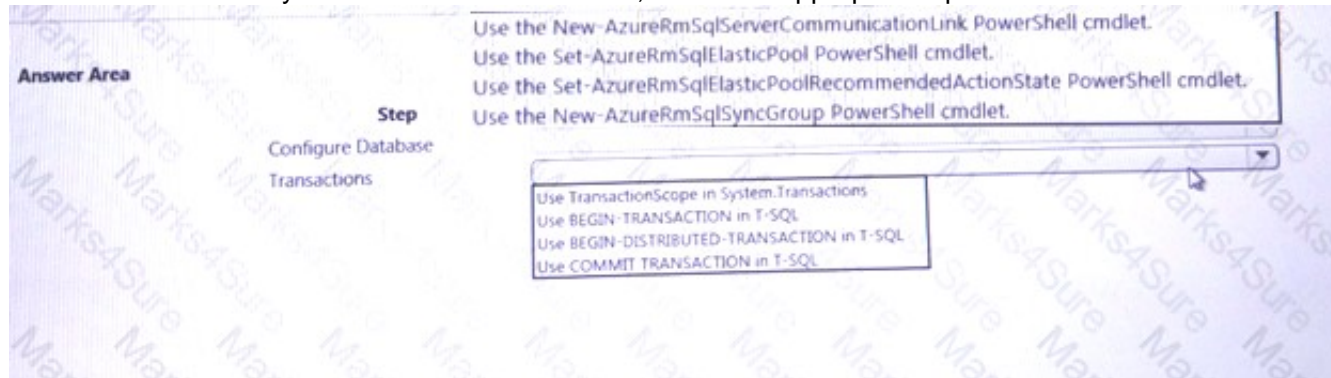 Use the New-AzureRmSqlServerCommunicationLink PowerShell cmdlet.
Use the Set-AzureRmSqlElasticPool PowerShell cmdlet.
Answer Area
Use the Set-AzureRmSqlElasticPoolRecommendedActionState PowerShell cmdlet.
Step
Use the New-AzureRmSqlSyncGroup PowerShell cmdlet.
Configure Database
Transactions
Use TransactionScope in System.Transactions
Use BEGIN-TRANSACTION in T-SQL
Use BEGIN-DISTRIBUTED-TRANSACTION in T-SQL
Use COMMIT TRANSACTION in T-SQL
Marks4Sure